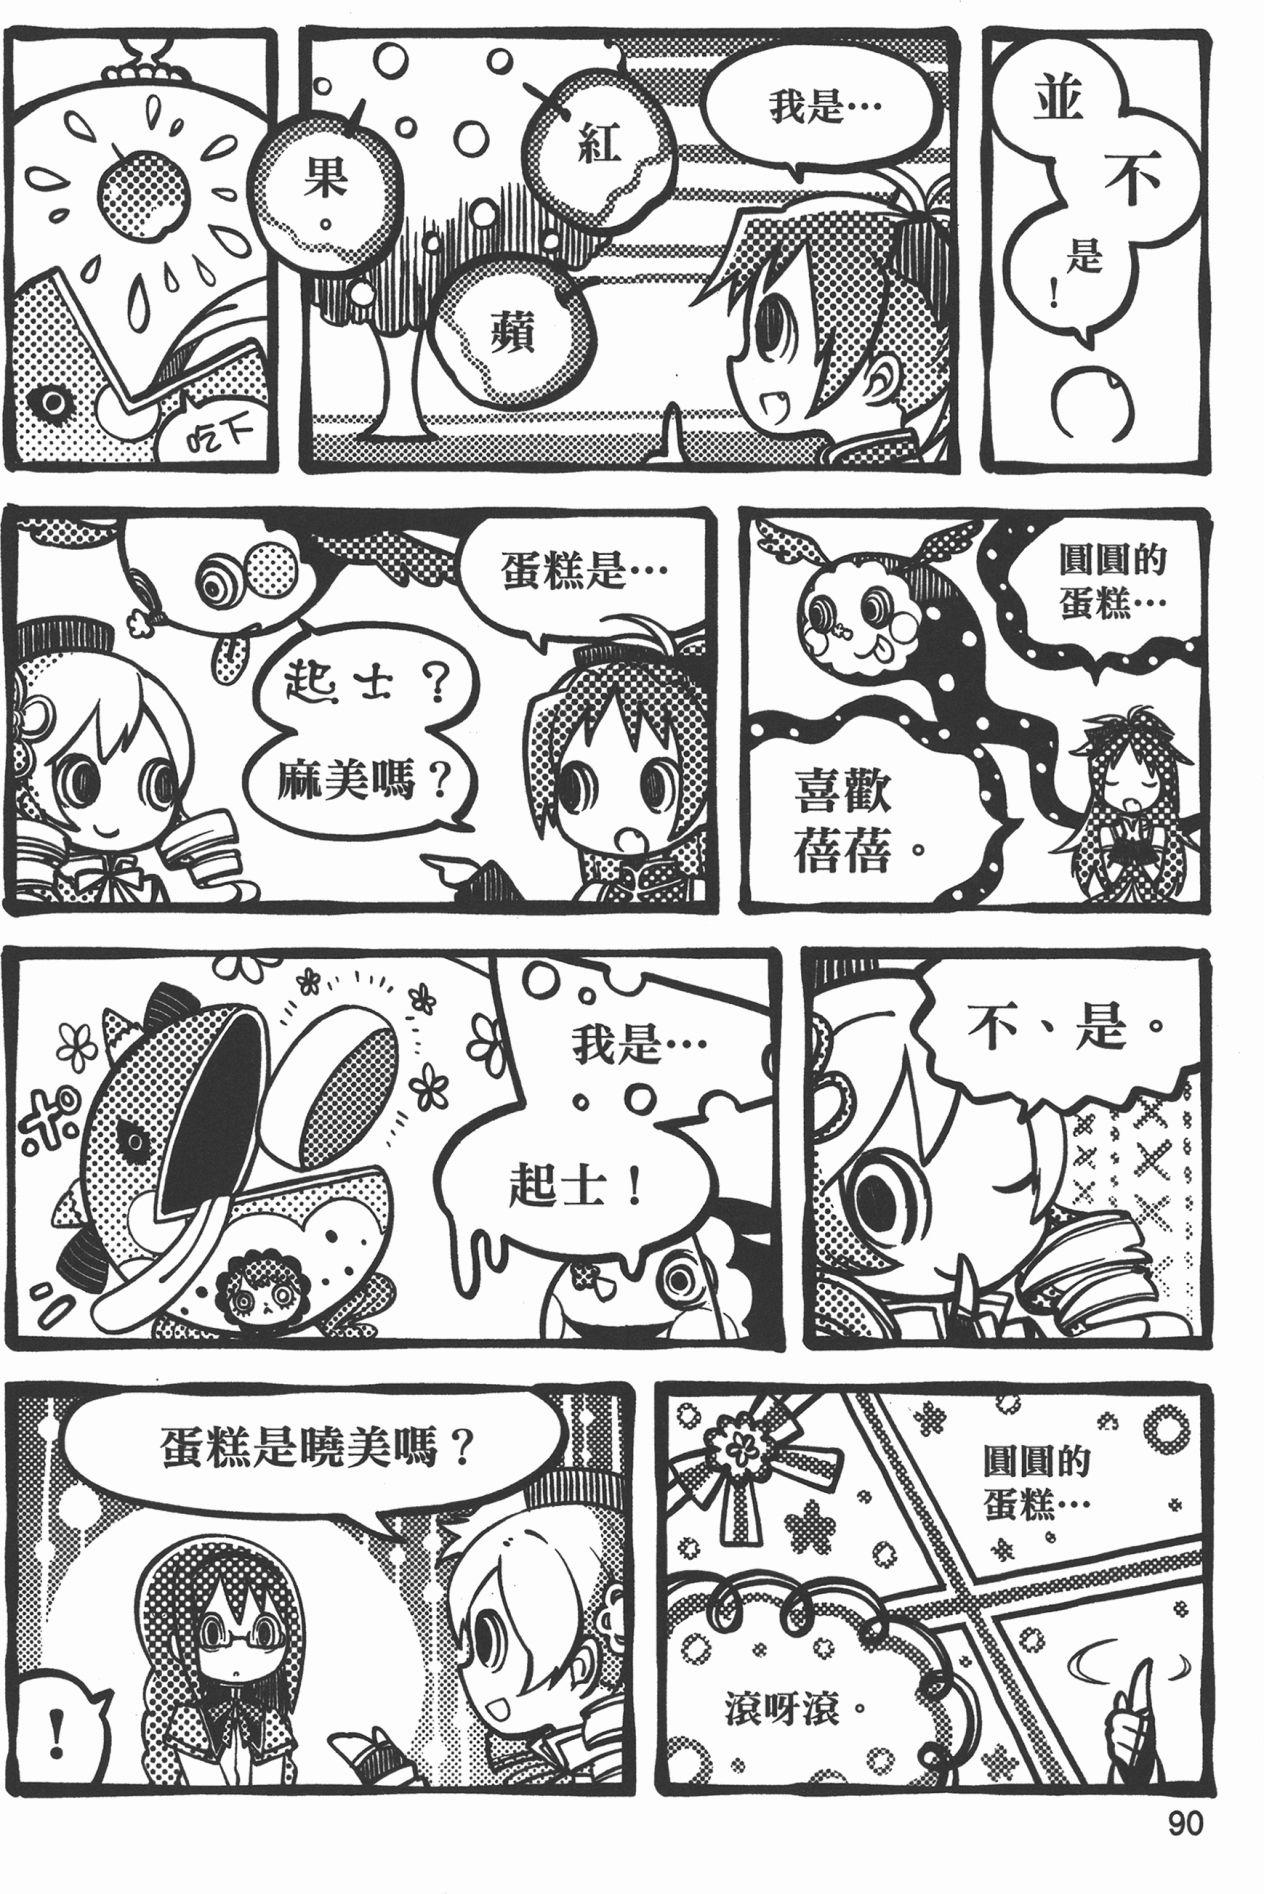 並
不
是
！
我是…
紅
蘋
果。
吃下
圓圓的
蛋糕…
喜歡
蓓蓓。
蛋糕是…
起士？
麻美嗎？
不、是。
我是…
起士！
ポ
圓圓的
蛋糕…
滾呀滾。
蛋糕是曉美嗎？
！
90